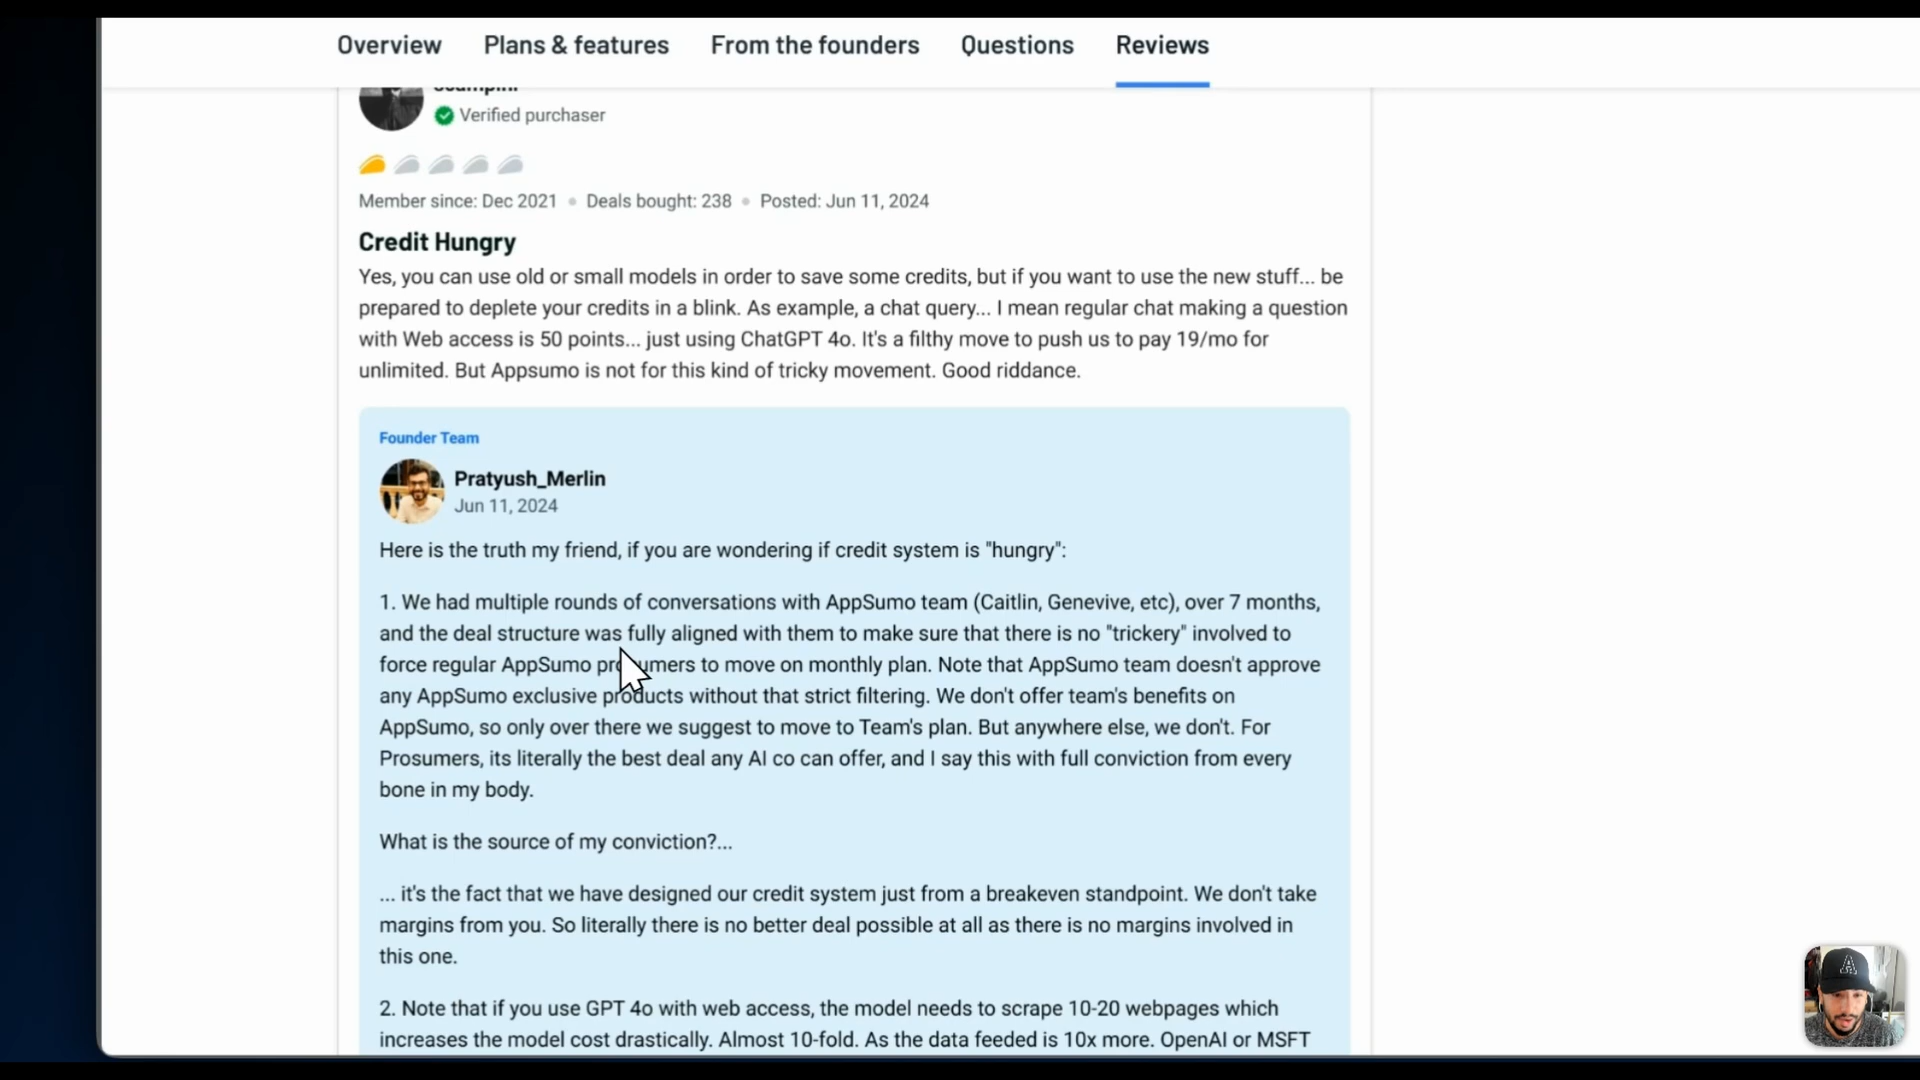 Overview Plans & features From the founders Questions Reviews
Verified purchaser
Member since: Dec 2021 • Deals bought: 238 • Posted: Jun 11, 2024
Credit Hungry
Yes, you can use old or small models in order to save some credits, but if you want to use the new stuff... be
prepared to deplete your credits in a blink. As example, a chat query... I mean regular chat making a question
with Web access is 50 points... just using ChatGPT 4o. It's a filthy move to push us to pay 19/mo for
unlimited. But Appsumo is not for this kind of tricky movement. Good riddance.
Founder Team
Pratyush_Merlin
Jun 11, 2024
Here is the truth my friend, if you are wondering if credit system is "hungry":
1. We had multiple rounds of conversations with AppSumo team (Caitlin, Genevive, etc), over 7 months,
and the deal structure was fully aligned with them to make sure that there is no "trickery" involved to
force regular AppSumo prosumers to move on monthly plan. Note that AppSumo team doesn't approve
any AppSumo exclusive products without that strict filtering. We don't offer team's benefits on
AppSumo, so only over there we suggest to move to Team's plan. But anywhere else, we don't. For
Prosumers, its literally the best deal any AI co can offer, and I say this with full conviction from every
bone in my body.
What is the source of my conviction?...
... it's the fact that we have designed our credit system just from a breakeven standpoint. We don't take
margins from you. So literally there is no better deal possible at all as there is no margins involved in
this one.
2. Note that if you use GPT 4o with web access, the model needs to scrape 10-20 webpages which
increases the model cost drastically. Almost 10-fold. As the data feeded is 10x more. OpenAI or MSFT